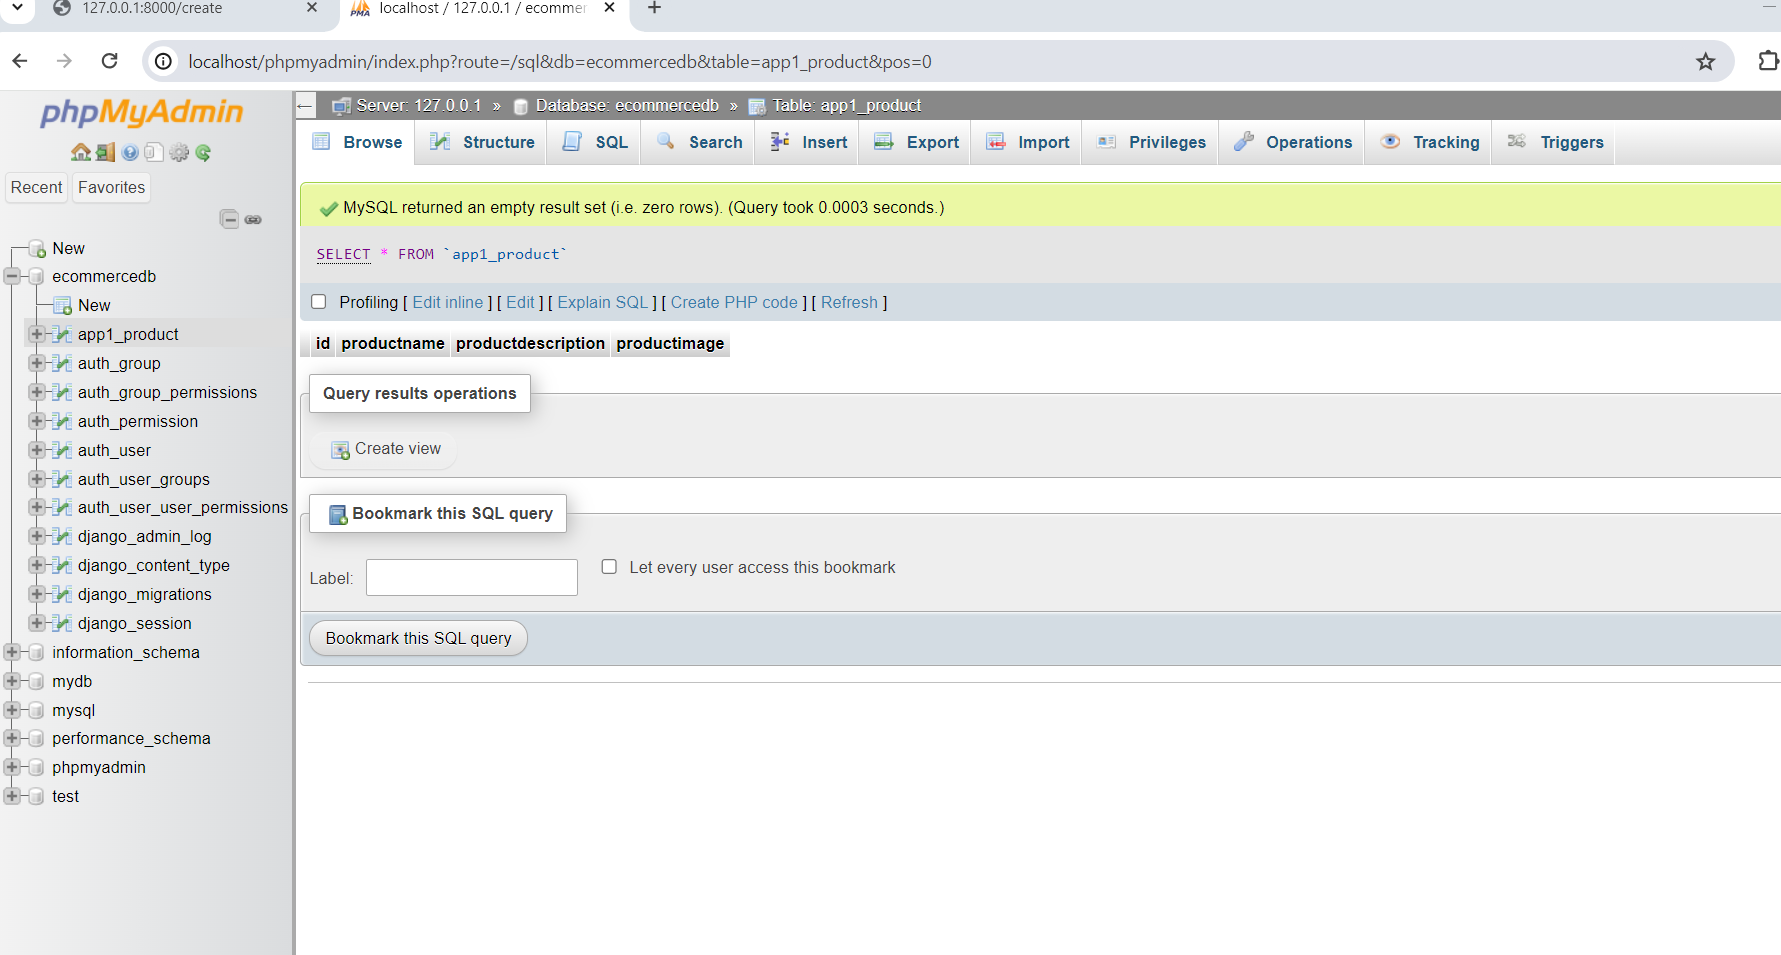 127.0.0.1:8000/create
localhost / 127.0.0.1 / ecommer
localhost/phpmyadmin/index.php?route=/sql&db=ecommercedb&table=app1_product&pos=0
phpMyAdmin
Recent Favorites
New
ecommercedb
New
app1_product
auth_group
auth_group_permissions
auth_permission
auth_user
auth_user_groups
auth_user_user_permissions
django_admin_log
django_content_type
django_migrations
django_session
information_schema
mydb
mysql
performance_schema
phpmyadmin
test
Server: 127.0.0.1 » Database: ecommercedb » Table: app1_product
Browse Structure SQL Search Insert Export Import Privileges Operations Tracking Triggers
MySQL returned an empty result set (i.e. zero rows). (Query took 0.0003 seconds.)
SELECT * FROM `app1_product`
Profiling [ Edit inline ] [ Edit ] [ Explain SQL ] [ Create PHP code ] [ Refresh ]
id productname productdescription productimage
Query results operations
Create view
Bookmark this SQL query
Label: Let every user access this bookmark
Bookmark this SQL query